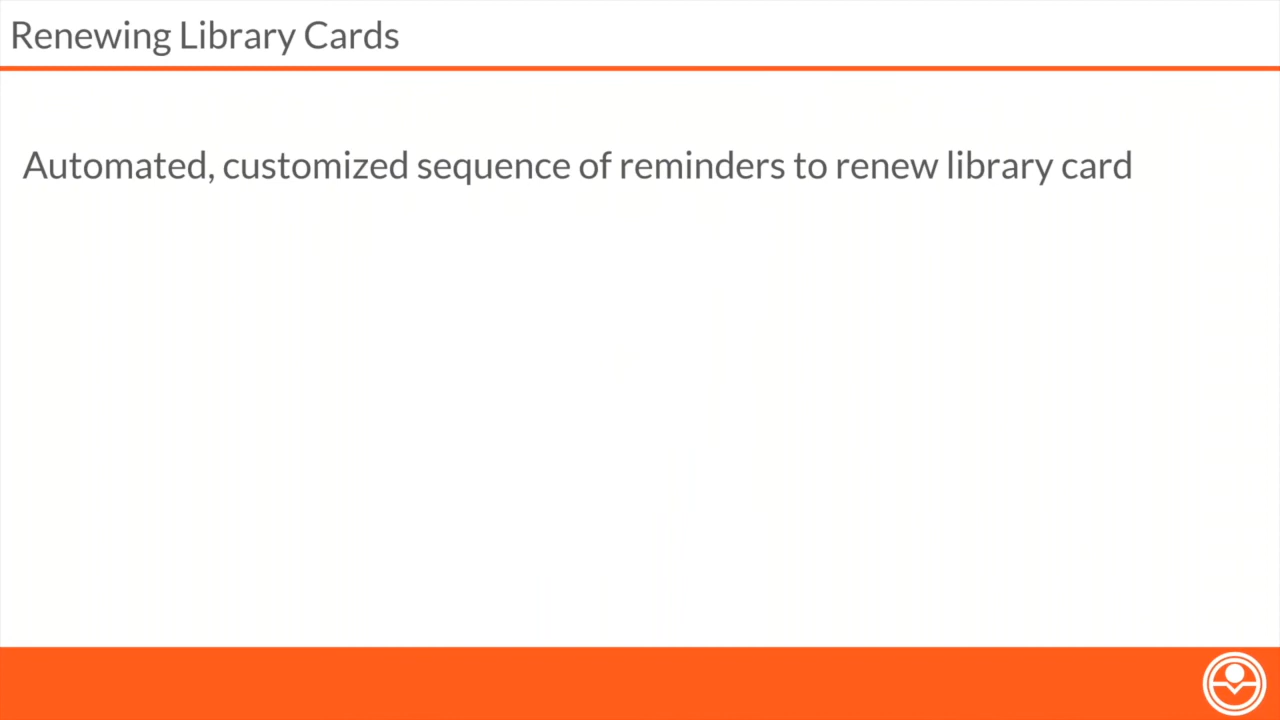 Renewing Library Cards
Automated, customized sequence of reminders to renew library card